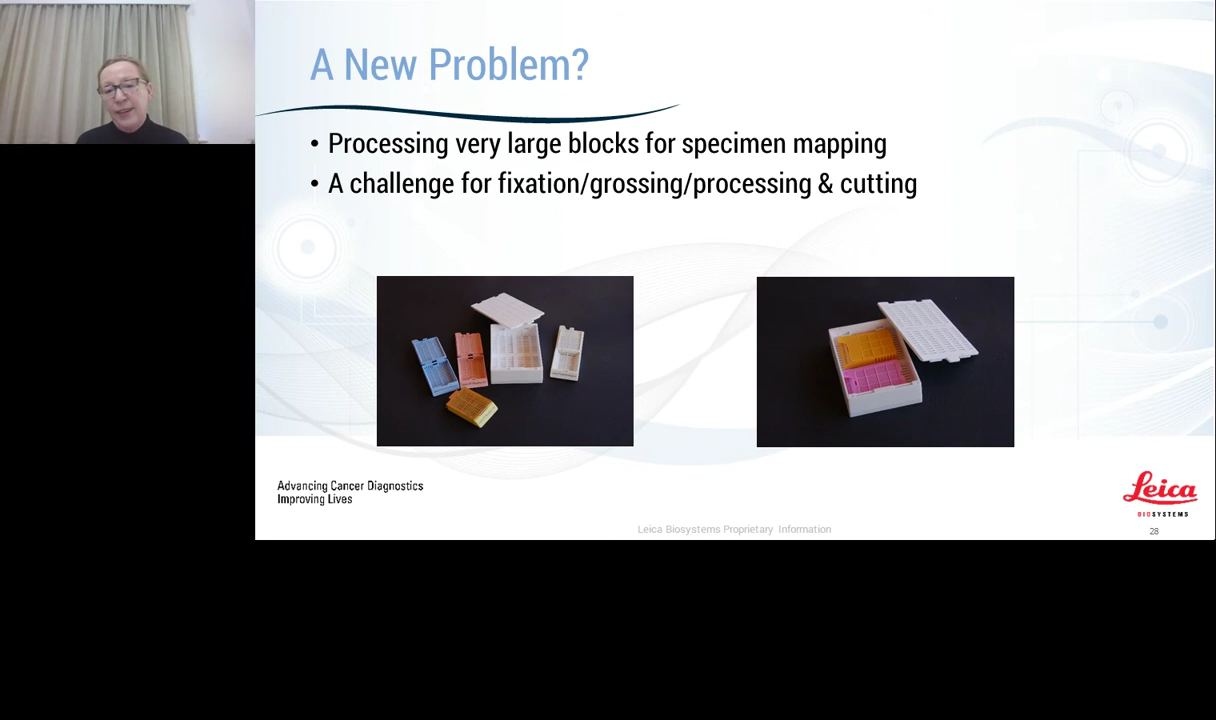 A New Problem?
• Processing very large blocks for specimen mapping
• A challenge for fixation/grossing/processing & cutting
Advancing Cancer Diagnostics
Improving Lives
Leica
BIOSYSTEMS
Leica Biosystems Proprietary Information
28